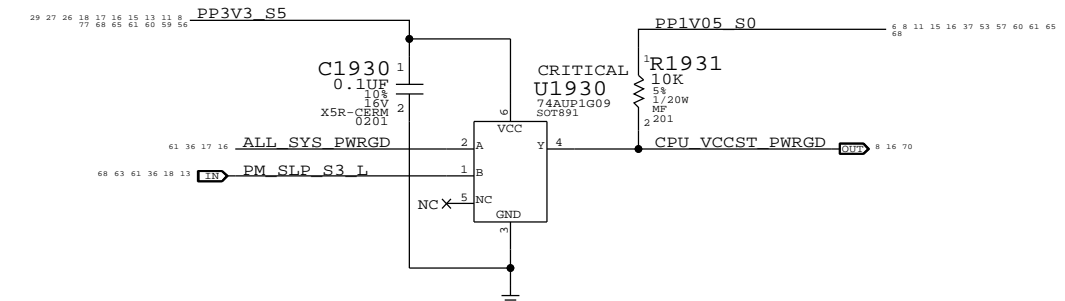 29 27 26 18 17 16 15 13 11 8
77 68 65 61 60 59 56
PP3V3_S5
PP1V05_S0
6 8 11 15 16 37 53 57 60 61 65
68
C1930
0.1UF
10%
16V
X5R-CERM
0201
1
2
CRITICAL
U1930
74AUP1G09
SOT891
1
R1931
10K
5%
1/20W
MF
201
2
6
VCC
61 36 17 16
ALL_SYS_PWRGD
2
A
Y
4
CPU_VCCST_PWRGD
OUT
8 16 70
68 63 61 36 18 13
IN
PM_SLP_S3_L
1
B
NC
5
NC
GND
3